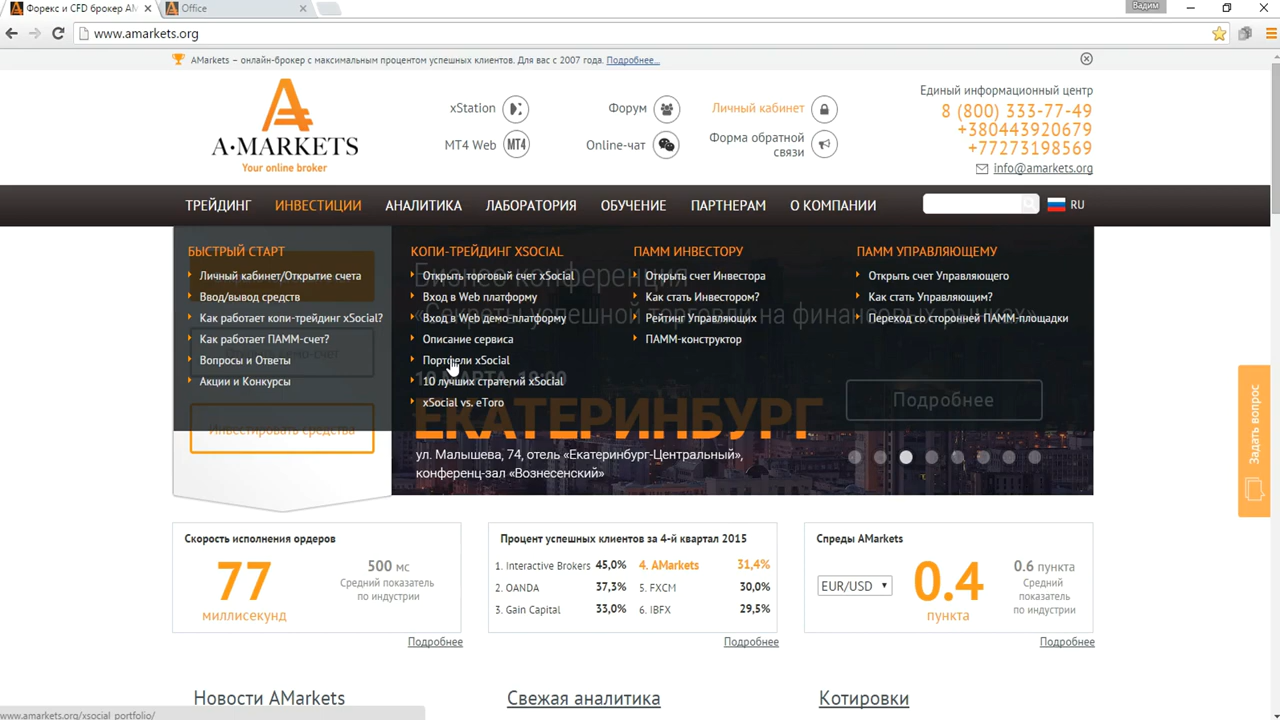 Форекс и CFD брокер AM
Office
Вадим
www.amarkets.org
AMarkets – онлайн-брокер с максимальным процентом успешных клиентов. Для вас с 2007 года. Подробнее...
A·MARKETS
Your online broker
xStation
Форум
Личный кабинет
MT4 Web
MT4
Online-чат
Форма обратной
связи
Единый информационный центр
8 (800) 333-77-49
+380443920679
+77273198569
info@amarkets.org
ТРЕЙДИНГ
ИНВЕСТИЦИИ
АНАЛИТИКА
ЛАБОРАТОРИЯ
ОБУЧЕНИЕ
ПАРТНЕРАМ
О КОМПАНИИ
RU
БЫСТРЫЙ СТАРТ
Личный кабинет/Открытие счета
Ввод/вывод средств
Как работает копи-трейдинг xSocial?
Как работает ПАММ-счет?
Вопросы и Ответы
Акции и Конкурсы
КОПИ-ТРЕЙДИНГ XSOCIAL
Открыть торговый счет xSocial
Вход в Web платформу
Вход в Web демо-платформу
Описание сервиса
Портфели xSocial
10 лучших стратегий xSocial
xSocial vs. eToro
ПАММ ИНВЕСТОРУ
Открыть счет Инвестора
Как стать Инвестором?
Рейтинг Управляющих
ПАММ-конструктор
ПАММ УПРАВЛЯЮЩЕМУ
Открыть счет Управляющего
Как стать Управляющим?
Переход со сторонней ПАММ-площадки
Бизнес-конференция
«Секреты успешной торговли на финансовых рынках»
МАРТА,
Инвестировать средства
ЕКАТЕРИНБУРГ
ул. Малышева, 74, отель «Екатеринбург-Центральный»,
конференц-зал «Вознесенский»
Подробнее
Задать вопрос
Скорость исполнения ордеров
77
миллисекунд
500 мс
Средний показатель
по индустрии
Подробнее
Процент успешных клиентов за 4-й квартал 2015
1. Interactive Brokers 45,0%
2. OANDA 37,3%
3. Gain Capital 33,0%
4. AMarkets 31,4%
5. FXCM 30,0%
6. IBFX 29,5%
Подробнее
Спреды AMarkets
EUR/USD
0.4
пункта
0.6 пункта
Средний
показатель
по индустрии
Подробнее
Новости AMarkets
Свежая аналитика
Котировки
www.amarkets.org/xsocial_portfolio/